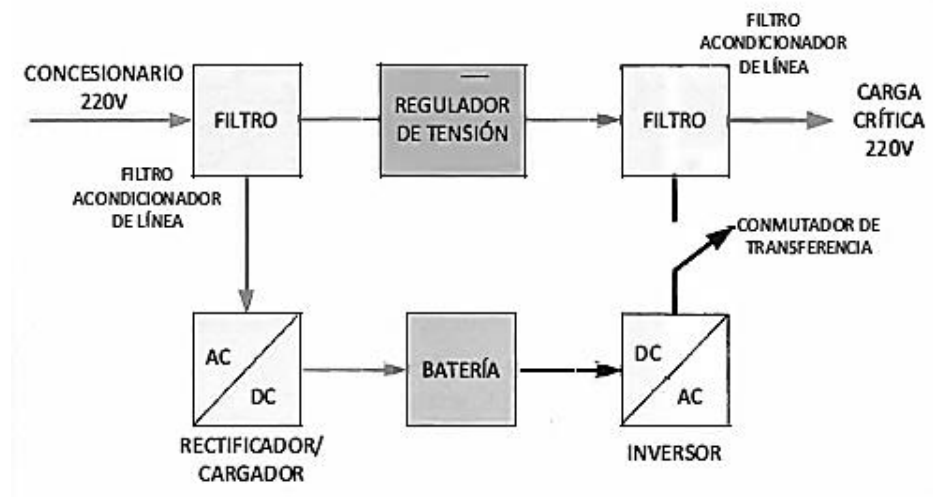 FILTRO
ACONDICIONADOR
DE LÍNEA
CONCESIONARIO
220V
FILTRO
REGULADOR
DE TENSIÓN
FILTRO
CARGA
CRÍTICA
220V
FILTRO
ACONDICIONADOR
DE LÍNEA
CONMUTADOR DE
TRANSFERENCIA
AC
DC
BATERÍA
DC
AC
RECTIFICADOR/
CARGADOR
INVERSOR